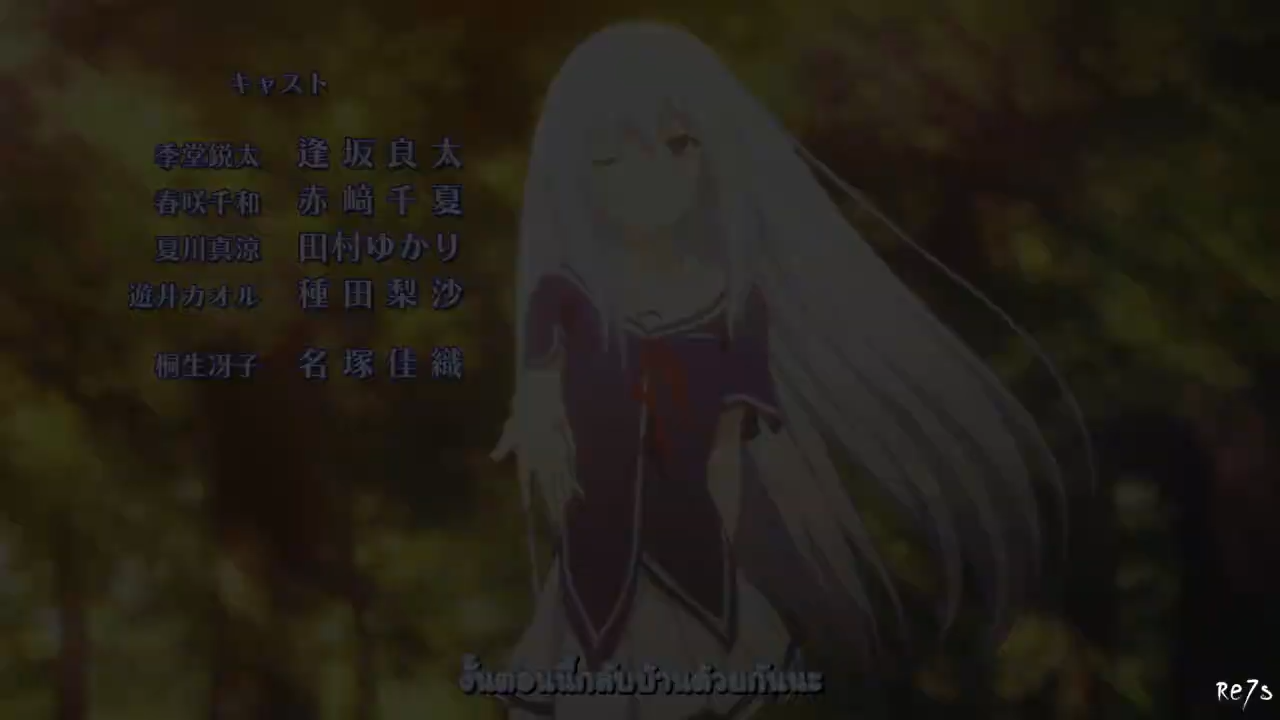 キャスト
季堂鋭太 逢坂良太
春咲千和 赤﨑千夏
夏川真涼 田村ゆかり
遊井カオル 種田梨沙
桐生冴子 名塚佳織
งั้นตอนนี้กลับบ้านด้วยกันนะ
Re7s